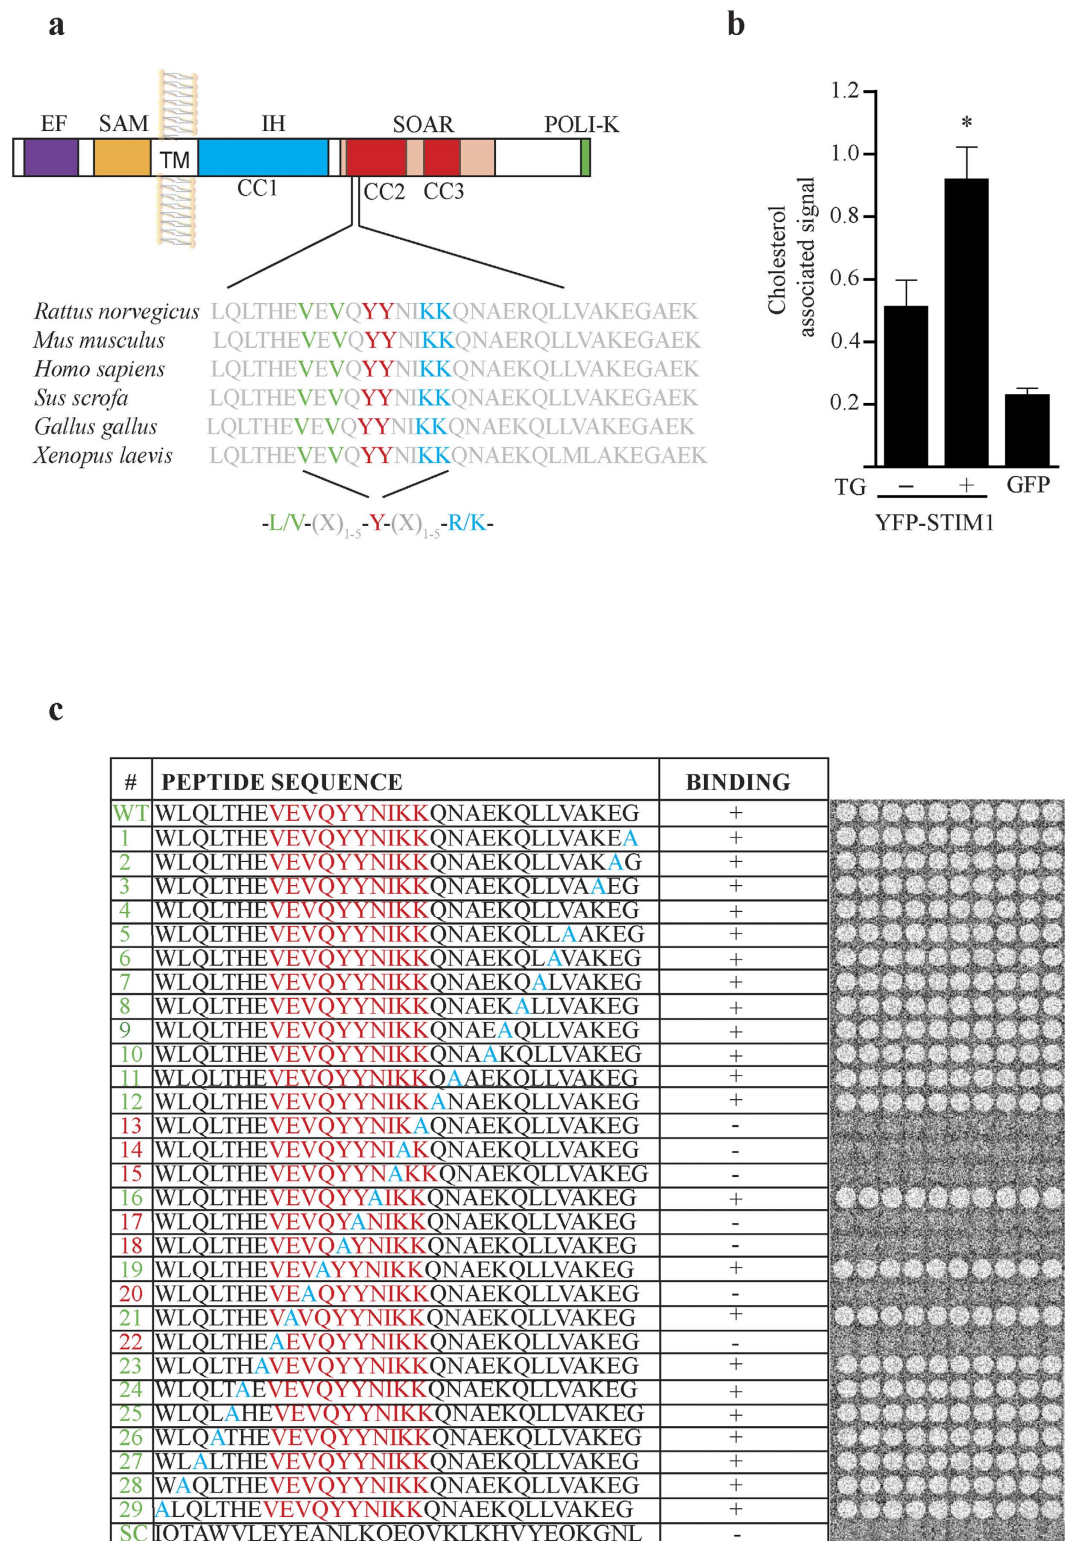 a
EF SAM IH SOAR POLI-K
TM
CC1 CC2 CC3
Rattus norvegicus LQLTHEVEVQYYNIKKQNAERQLLVAKEGAEK
Mus musculus LQLTHEVEVQYYNIKKQNAERQLLVAKEGAEK
Homo sapiens LQLTHEVEVQYYNIKKQNAEKQLLVAKEGAEK
Sus scrofa LQLTHEVEVQYYNIKKQNAEKQLLVAKEGAEK
Gallus gallus LQLTHEVEVQYYNIKKQNAEKQLLVAKEGAEK
Xenopus laevis LQLTHEVEVQYYNIKKQNAEKQLMLAKEGAEK
-L/V-(X)1-5-Y-(X)1-5-R/K-
b
Cholesterol
associated signal
1.2
1.0
0.8
0.6
0.4
0.2
*
TG – + GFP
YFP-STIM1
c
# PEPTIDE SEQUENCE BINDING
WT WLQLTHEVEVQYYNIKKQNAEKQLLVAKEG +
1 WLQLTHEVEVQYYNIKKQNAEKQLLVAKEA +
2 WLQLTHEVEVQYYNIKKQNAEKQLLVAKAG +
3 WLQLTHEVEVQYYNIKKQNAEKQLLVAAEG +
4 WLQLTHEVEVQYYNIKKQNAEKQLLVAKEG +
5 WLQLTHEVEVQYYNIKKQNAEKQLLAAKEG +
6 WLQLTHEVEVQYYNIKKQNAEKQLAVAKEG +
7 WLQLTHEVEVQYYNIKKQNAEKQALVAKEG +
8 WLQLTHEVEVQYYNIKKQNAEKALLVAKEG +
9 WLQLTHEVEVQYYNIKKQNAEAQLLVAKEG +
10 WLQLTHEVEVQYYNIKKQNAAKQLLVAKEG +
11 WLQLTHEVEVQYYNIKKQAAEKQLLVAKEG +
12 WLQLTHEVEVQYYNIKKANAEKQLLVAKEG +
13 WLQLTHEVEVQYYNIKAQNAEKQLLVAKEG -
14 WLQLTHEVEVQYYNIAKQNAEKQLLVAKEG -
15 WLQLTHEVEVQYYNAKKQNAEKQLLVAKEG -
16 WLQLTHEVEVQYYAIKKQNAEKQLLVAKEG +
17 WLQLTHEVEVQYANIKKQNAEKQLLVAKEG -
18 WLQLTHEVEVQAYNIKKQNAEKQLLVAKEG -
19 WLQLTHEVEVAYYNIKKQNAEKQLLVAKEG +
20 WLQLTHEVEAQYYNIKKQNAEKQLLVAKEG -
21 WLQLTHEVAVQYYNIKKQNAEKQLLVAKEG +
22 WLQLTHEAEVQYYNIKKQNAEKQLLVAKEG -
23 WLQLTHAVEVQYYNIKKQNAEKQLLVAKEG +
24 WLQLTAEVEVQYYNIKKQNAEKQLLVAKEG +
25 WLQLAHEVEVQYYNIKKQNAEKQLLVAKEG +
26 WLQATHEVEVQYYNIKKQNAEKQLLVAKEG +
27 WLALTHEVEVQYYNIKKQNAEKQLLVAKEG +
28 WAQLTHEVEVQYYNIKKQNAEKQLLVAKEG +
29 ALQLTHEVEVQYYNIKKQNAEKQLLVAKEG +
SC IQTAWVLEYEANLKQEQVKLKHVYEQKGNL -